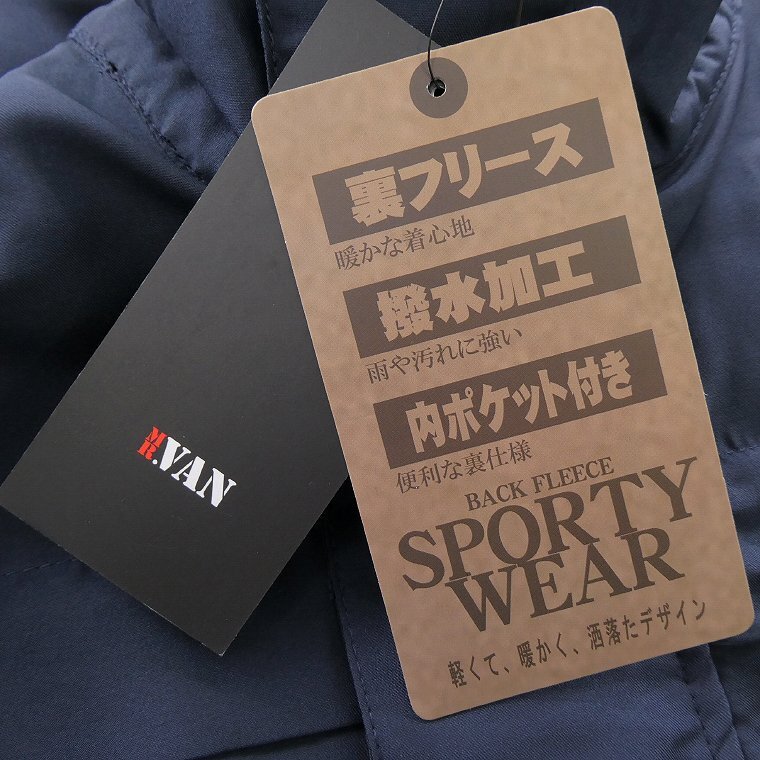 裏フリース
暖かな着心地
撥水加工
雨や汚れに強い
内ポケット付き
便利な裏仕様
BACK FLEECE
SPORTY
WEAR
軽くて、暖かく、洒落たデザイン
MR.VAN